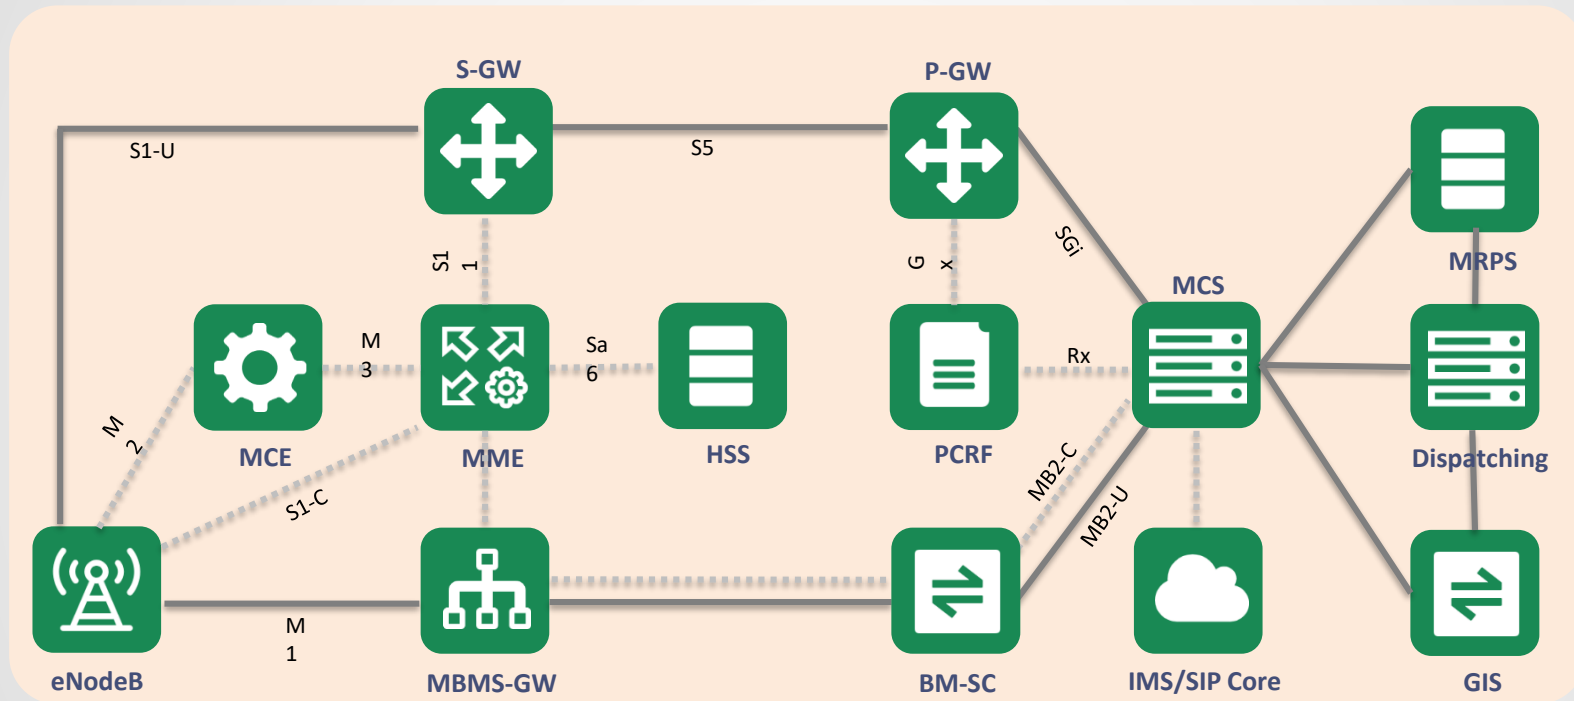 S-GW
P-GW
S1-U
S5
SGi
S1
1
G
x
MRPS
MCS
M
3
Sa
6
Rx
M
2
MCE
MME
HSS
PCRF
Dispatching
S1-C
MB2-C
MB2-U
M
1
eNodeB
MBMS-GW
BM-SC
IMS/SIP Core
GIS